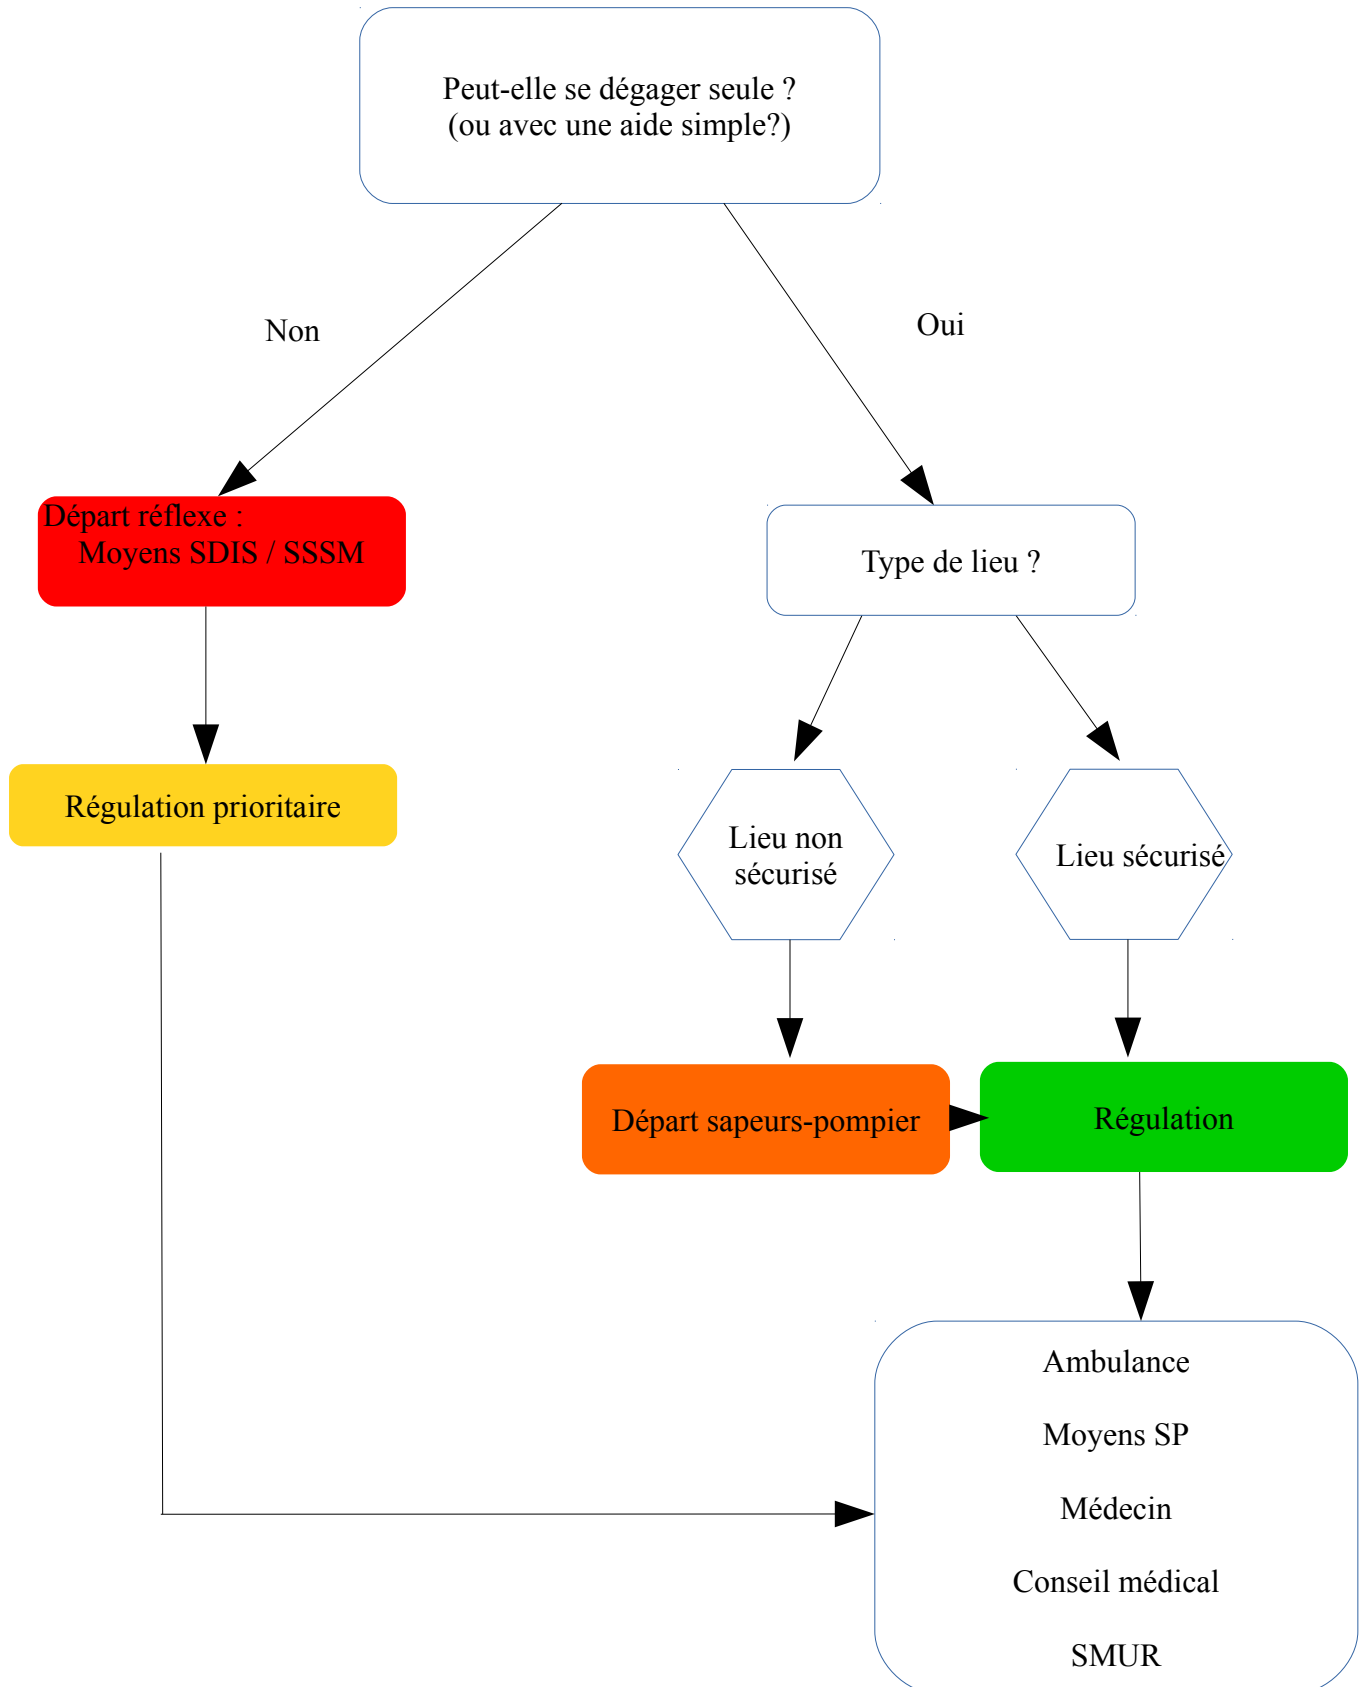 Peut-elle se dégager seule ?
(ou avec une aide simple?)
Non
Oui
Départ réflexe :
Moyens SDIS / SSSM
Type de lieu ?
Régulation prioritaire
Lieu non
sécurisé
Lieu sécurisé
Départ sapeurs-pompier
Régulation
Ambulance
Moyens SP
Médecin
Conseil médical
SMUR